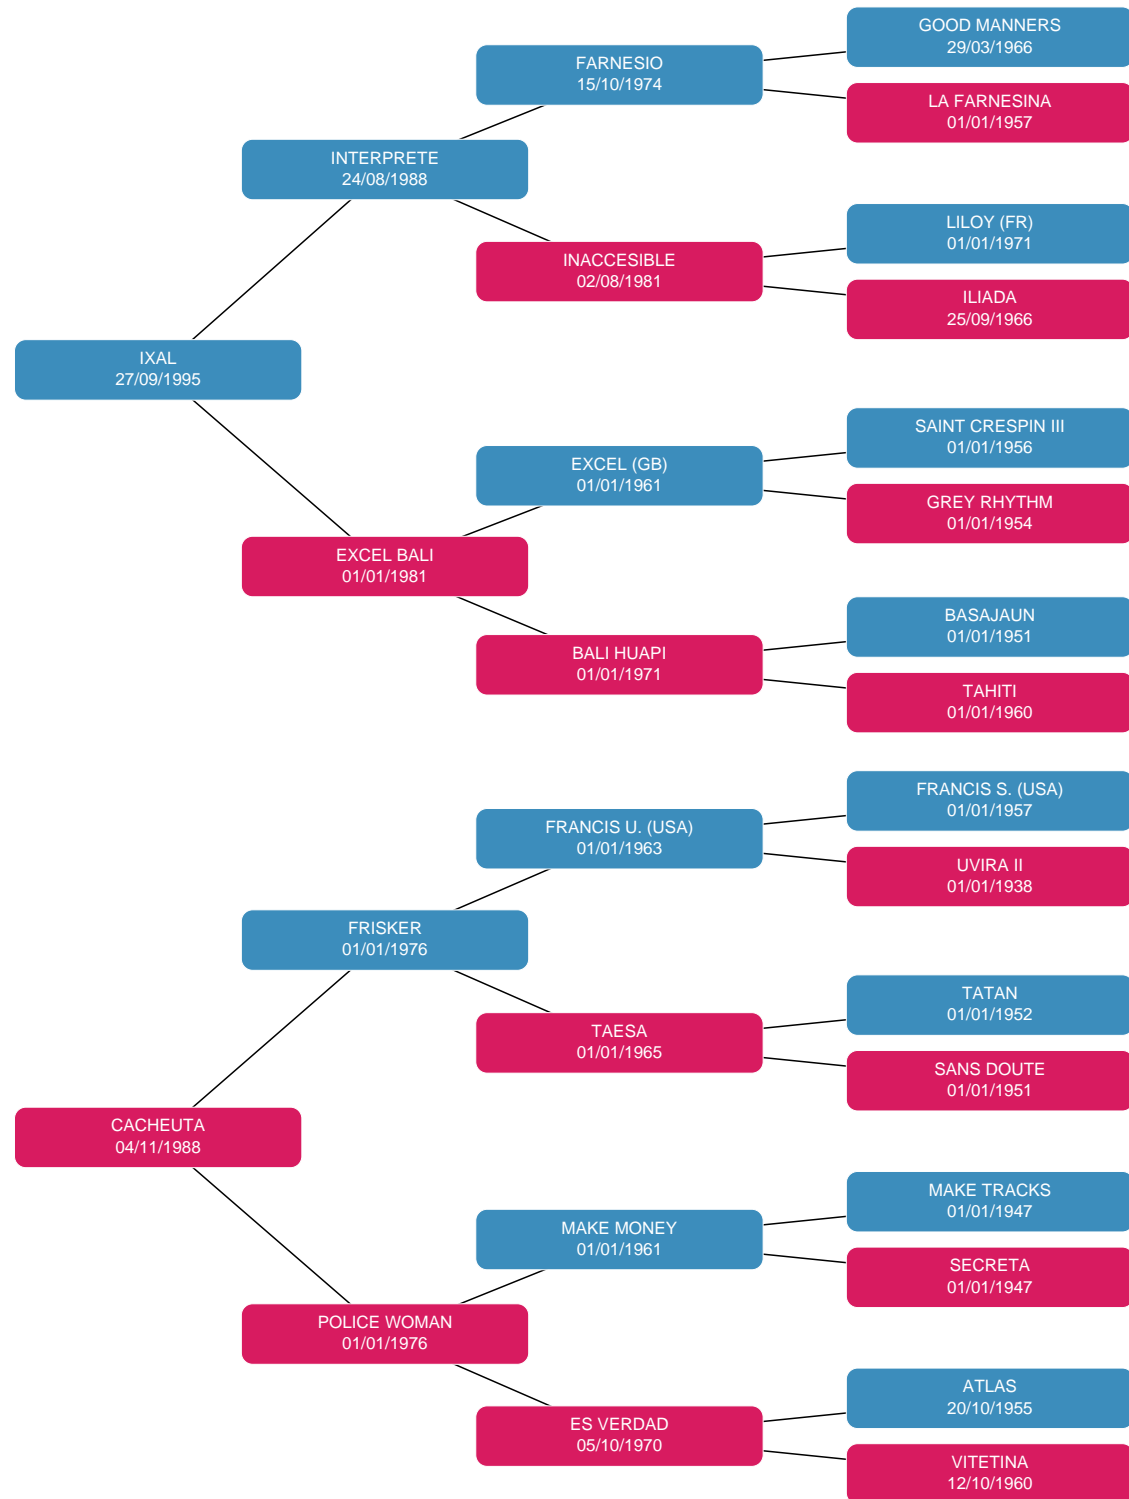 GOOD MANNERS
29/03/1966
FARNESIO
15/10/1974
LA FARNESINA
01/01/1957
INTERPRETE
24/08/1988
LILOY (FR)
01/01/1971
INACCESIBLE
02/08/1981
ILIADA
25/09/1966
IXAL
27/09/1995
SAINT CRESPIN III
01/01/1956
EXCEL (GB)
01/01/1961
GREY RHYTHM
01/01/1954
EXCEL BALI
01/01/1981
BASAJAUN
01/01/1951
BALI HUAPI
01/01/1971
TAHITI
01/01/1960
FRANCIS S. (USA)
01/01/1957
FRANCIS U. (USA)
01/01/1963
UVIRA II
01/01/1938
FRISKER
01/01/1976
TATAN
01/01/1952
TAESA
01/01/1965
SANS DOUTE
01/01/1951
CACHEUTA
04/11/1988
MAKE TRACKS
01/01/1947
MAKE MONEY
01/01/1961
SECRETA
01/01/1947
POLICE WOMAN
01/01/1976
ATLAS
20/10/1955
ES VERDAD
05/10/1970
VITETINA
12/10/1960